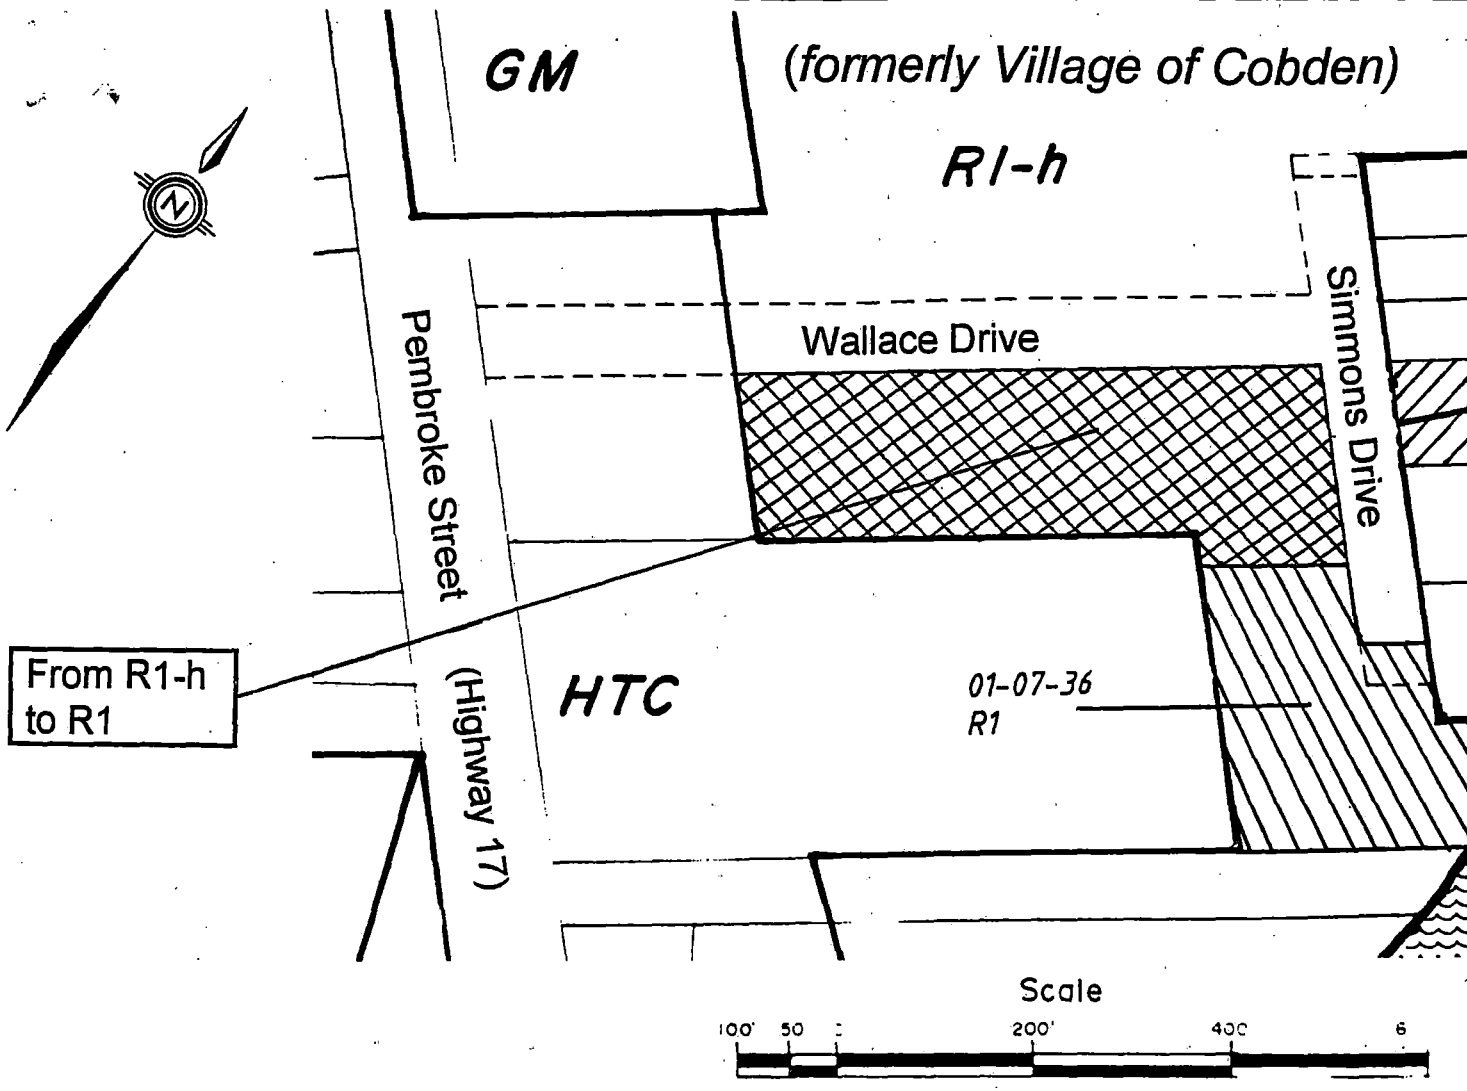 GM
(formerly Village of Cobden)
R1-h
N
Wallace Drive
Simmons Drive
Pembroke Street
(Highway 17)
From R1-h
to R1
HTC
01-07-36
R1
Scale
100' 50 200' 400 6